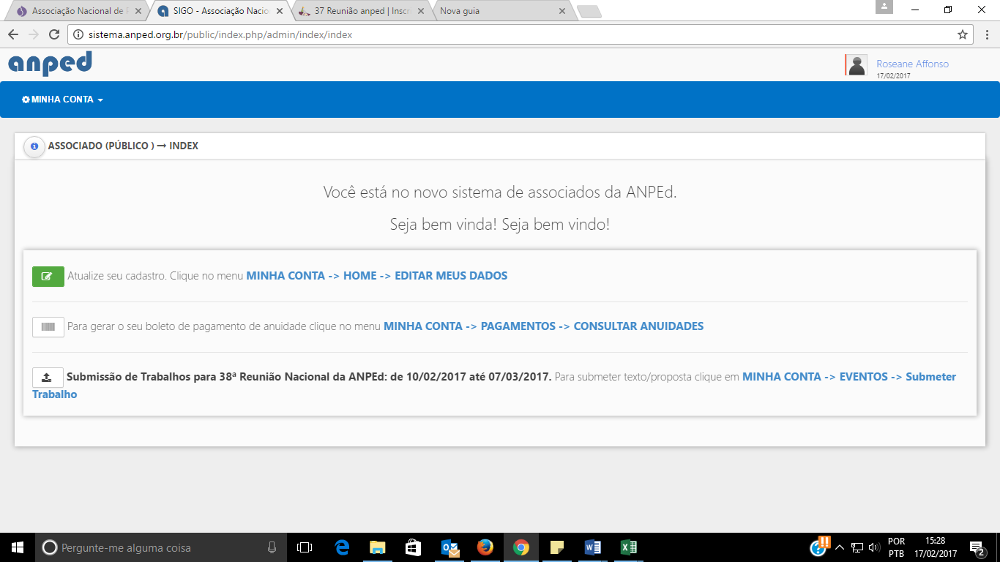 Associação Nacional de P
SIGO - Associação Nacio
37 Reunião anped | Inscri
Nova guia
sistema.anped.org.br/public/index.php/admin/index/index
anped
Roseane Affonso
17/02/2017
MINHA CONTA
ASSOCIADO (PÚBLICO ) → INDEX
Você está no novo sistema de associados da ANPEd.
Seja bem vinda! Seja bem vindo!
Atualize seu cadastro. Clique no menu MINHA CONTA -> HOME -> EDITAR MEUS DADOS
Para gerar o seu boleto de pagamento de anuidade clique no menu MINHA CONTA -> PAGAMENTOS -> CONSULTAR ANUIDADES
Submissão de Trabalhos para 38ª Reunião Nacional da ANPEd: de 10/02/2017 até 07/03/2017. Para submeter texto/proposta clique em MINHA CONTA -> EVENTOS -> Submeter
Trabalho
Pergunte-me alguma coisa
POR
PTB
15:28
17/02/2017
2